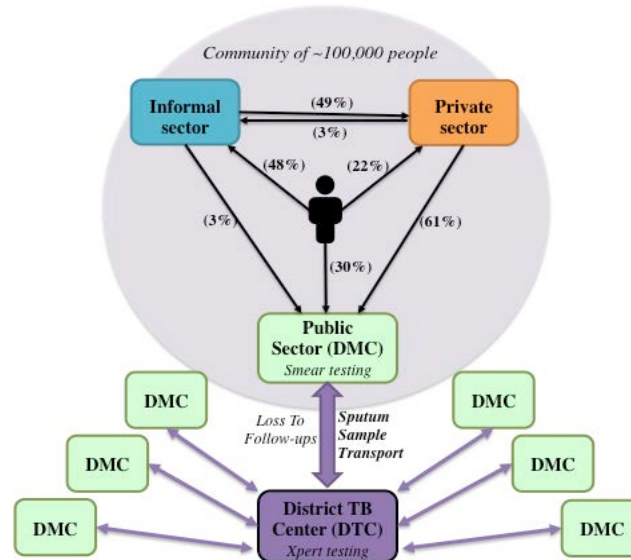 Community of ~100,000 people
Informal
sector
(49%)
(3%)
Private
sector
(48%)
(22%)
(3%)
(61%)
(30%)
Public
Sector (DMC)
Smear testing
DMC
Loss To
Follow-ups
Sputum
Sample
Transport
DMC
DMC
DMC
DMC
District TB
Center (DTC)
Xpert testing
DMC